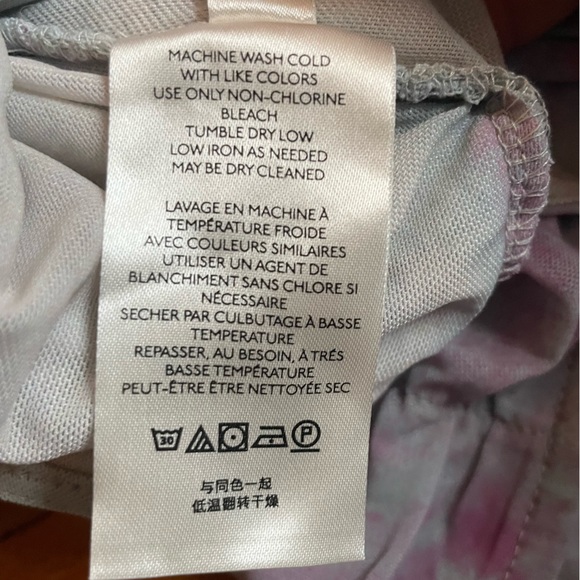 MACHINE WASH COLD
WITH LIKE COLORS
USE ONLY NON-CHLORINE
BLEACH
TUMBLE DRY LOW
LOW IRON AS NEEDED
MAY BE DRY CLEANED
LAVAGE EN MACHINE À
TEMPÉRATURE FROIDE
AVEC COULEURS SIMILAIRES
UTILISER UN AGENT DE
BLANCHIMENT SANS CHLORE SI
NÉCESSAIRE
SECHER PAR CULBUTAGE À BASSE
TEMPERATURE
REPASSER, AU BESOIN, À TRÉS
BASSE TEMPÉRATURE
PEUT-ÊTRE ÊTRE NETTOYÉE SEC
30 P
与同色一起
低温翻转干燥